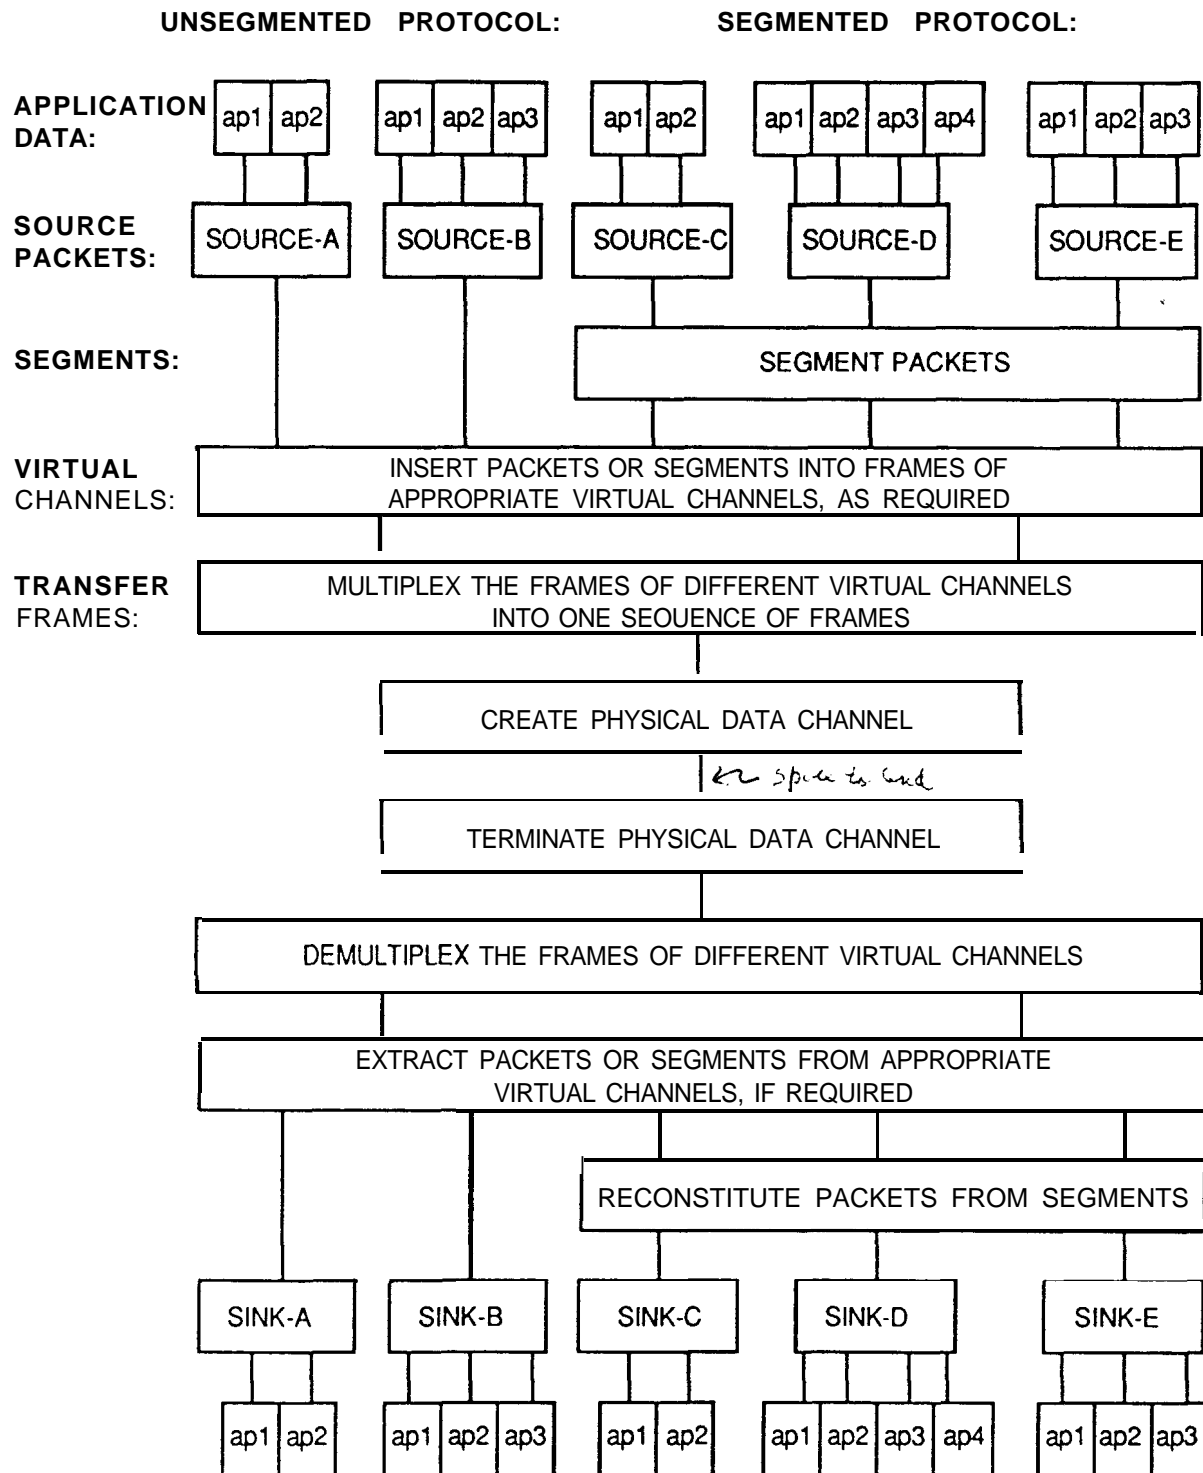 UNSEGMENTED PROTOCOL: SEGMENTED PROTOCOL:
APPLICATION DATA:
ap1 ap2 ap1 ap2 ap3 ap1 ap2 ap1 ap2 ap3 ap4 ap1 ap2 ap3
SOURCE PACKETS:
SOURCE-A SOURCE-B SOURCE-C SOURCE-D SOURCE-E
SEGMENTS:
SEGMENT PACKETS
VIRTUAL CHANNELS:
INSERT PACKETS OR SEGMENTS INTO FRAMES OF
APPROPRIATE VIRTUAL CHANNELS, AS REQUIRED
TRANSFER FRAMES:
MULTIPLEX THE FRAMES OF DIFFERENT VIRTUAL CHANNELS
INTO ONE SEOUENCE OF FRAMES
CREATE PHYSICAL DATA CHANNEL
to
TERMINATE PHYSICAL DATA CHANNEL
DEMULTIPLEX THE FRAMES OF DIFFERENT VIRTUAL CHANNELS
EXTRACT PACKETS OR SEGMENTS FROM APPROPRIATE
VIRTUAL CHANNELS, IF REQUIRED
RECONSTITUTE PACKETS FROM SEGMENTS
SINK-A SINK-B SINK-C SINK-D SINK-E
ap1 ap2 ap1 ap2 ap3 ap1 ap2 ap1 ap2 ap3 ap4 ap1 ap2 ap3